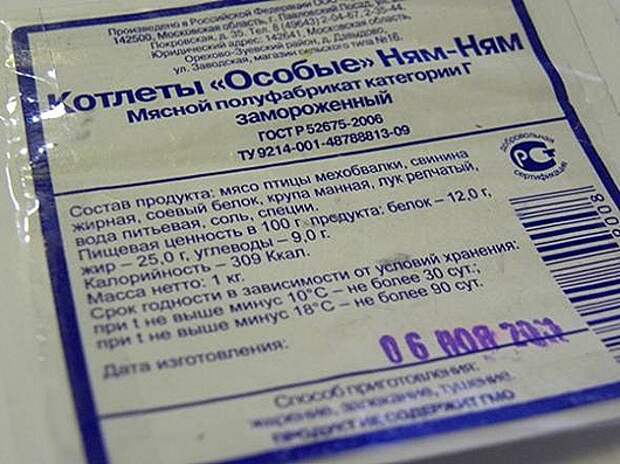 Произведено в Российской Федерации ООО
142500, Московская область, г. Павловский Посад, ул.
Покровская, д. 35. Тел. 8 (49643) 2-04-67, 2-35-44.
Юридический адрес: 142641, Московская область,
Орехово-Зуевский район, д. Давыдово,
ул. Заводская, магазин сельского типа №16.
Котлеты «Особые» Ням-Ням
Мясной полуфабрикат категории Г
замороженный
ГОСТ Р 52675-2006
ТУ 9214-001-48788813-09
добровольная
РСТ
сертификация
Состав продукта: мясо птицы мехобвалки, свинина
жирная, соевый белок, крупа манная, лук репчатый,
вода питьевая, соль, специи.
Пищевая ценность в 100 г продукта: белок – 12,0 г,
жир – 25,0 г, углеводы – 9,0 г.
Калорийность – 309 Ккал.
Масса нетто: 1 кг.
Срок годности в зависимости от условий хранения:
при t не выше минус 10°С – не более 30 сут.;
при t не выше минус 18°С – не более 90 сут.
Дата изготовления:
06 НОЯ
Способ приготовления:
жарение, запекание, тушение.
ПРОДУКТ НЕ СОДЕРЖИТ ГМО